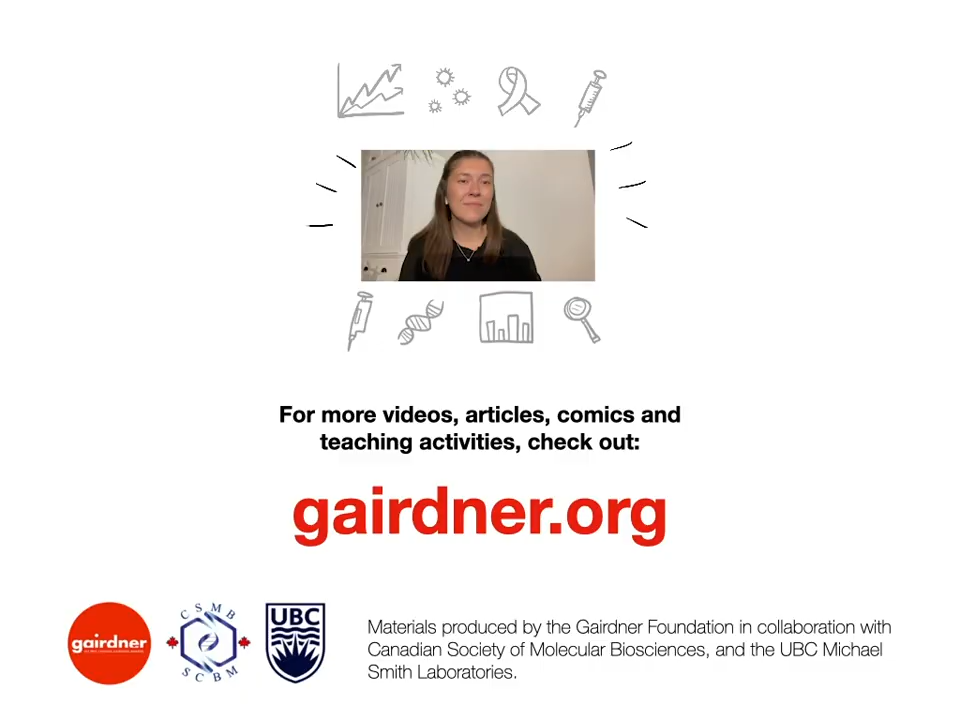 For more videos, articles, comics and
teaching activities, check out:
gairdner.org
gairdner
CSMB
SCBM
UBC
Materials produced by the Gairdner Foundation in collaboration with
Canadian Society of Molecular Biosciences, and the UBC Michael
Smith Laboratories.